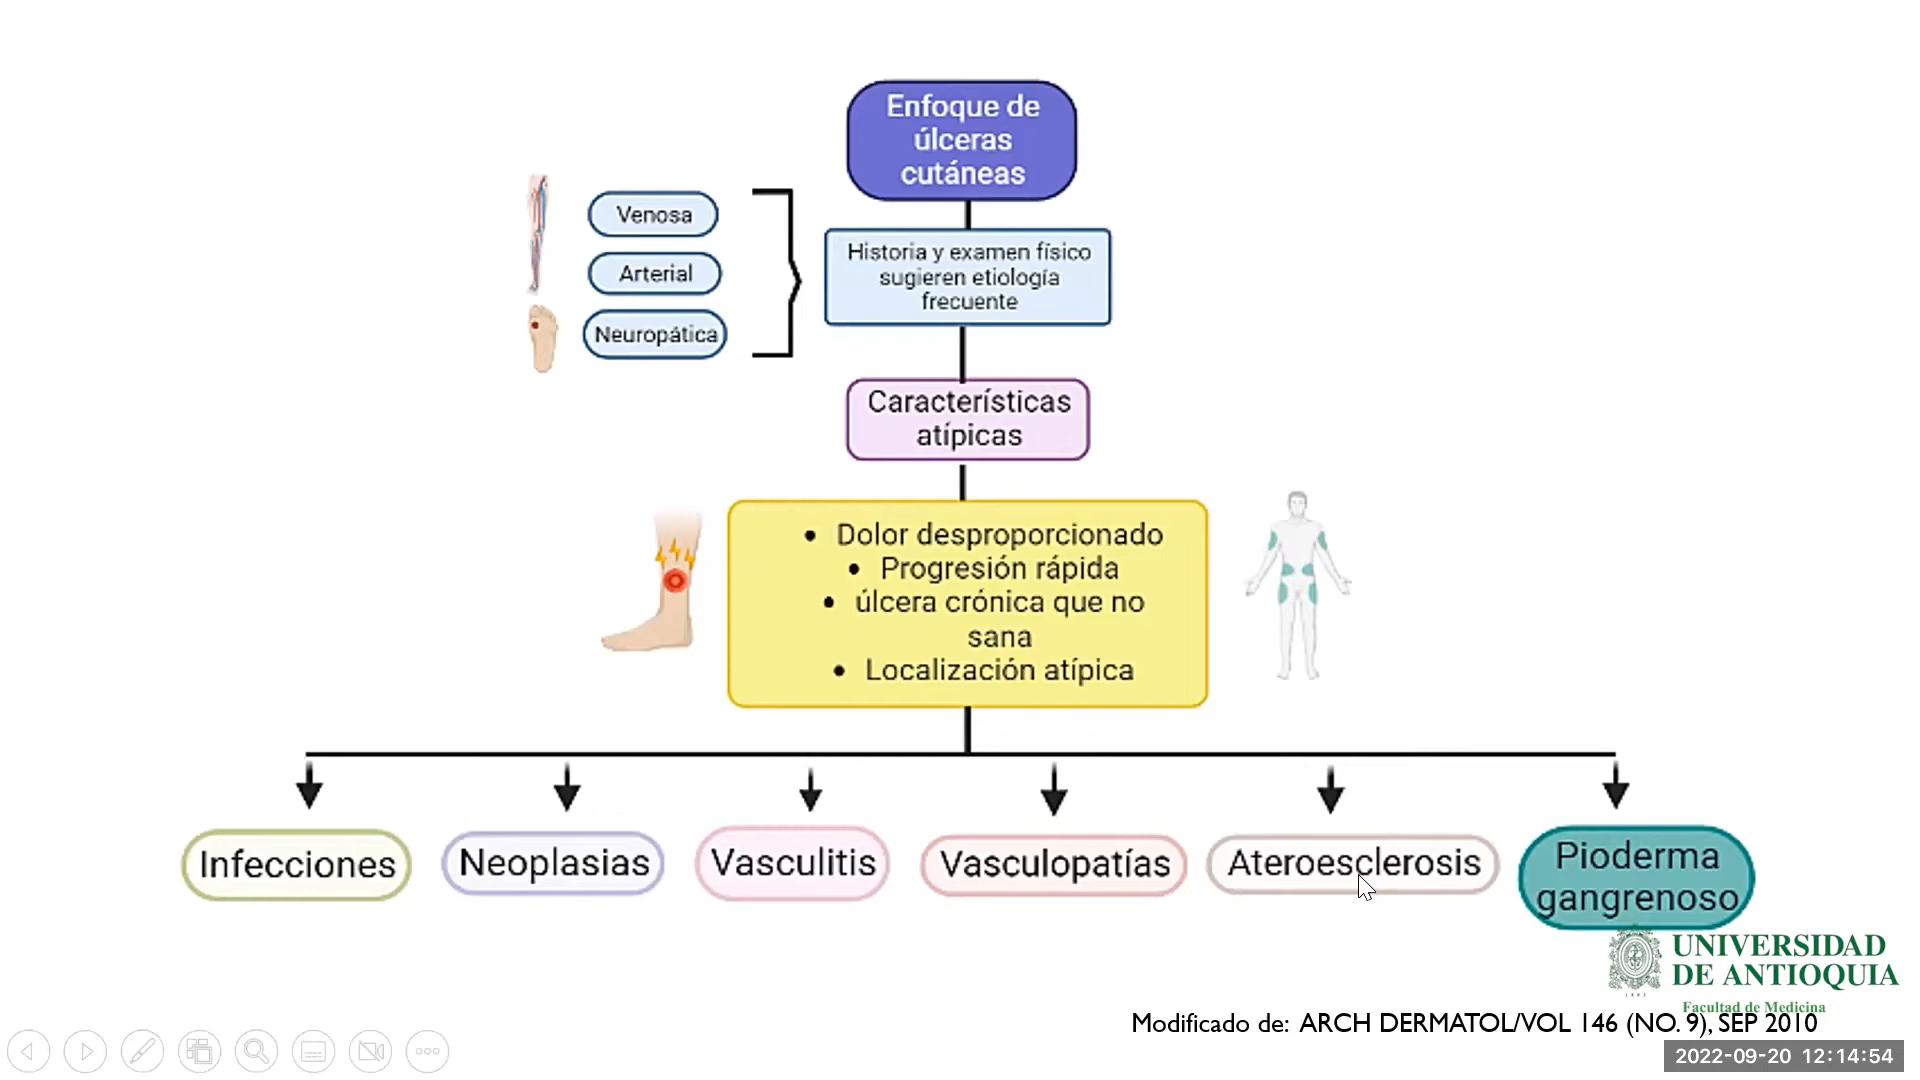 Enfoque de
úlceras
cutáneas
Venosa
Arterial
Neuropática
Historia y examen físico
sugieren etiología
frecuente
Características
atípicas
• Dolor desproporcionado
• Progresión rápida
• úlcera crónica que no
sana
• Localización atípica
Infecciones
Neoplasias
Vasculitis
Vasculopatías
Ateroesclerosis
Pioderma
gangrenoso
UNIVERSIDAD
DE ANTIOQUIA
1803
Facultad de Medicina
Modificado de: ARCH DERMATOL/VOL 146 (NO. 9), SEP 2010
2022-09-20 12:14:54